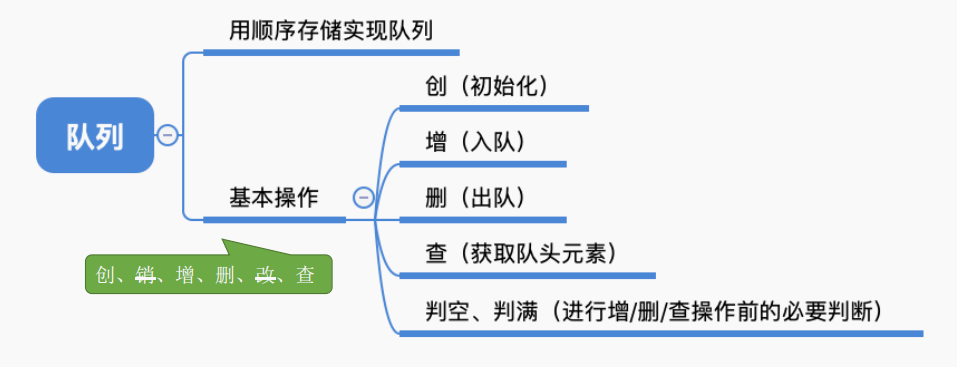 用顺序存储实现队列
队列
基本操作
创（初始化）
增（入队）
删（出队）
查（获取队头元素）
判空、判满（进行增/删/查操作前的必要判断）
创、销、增、删、改、查